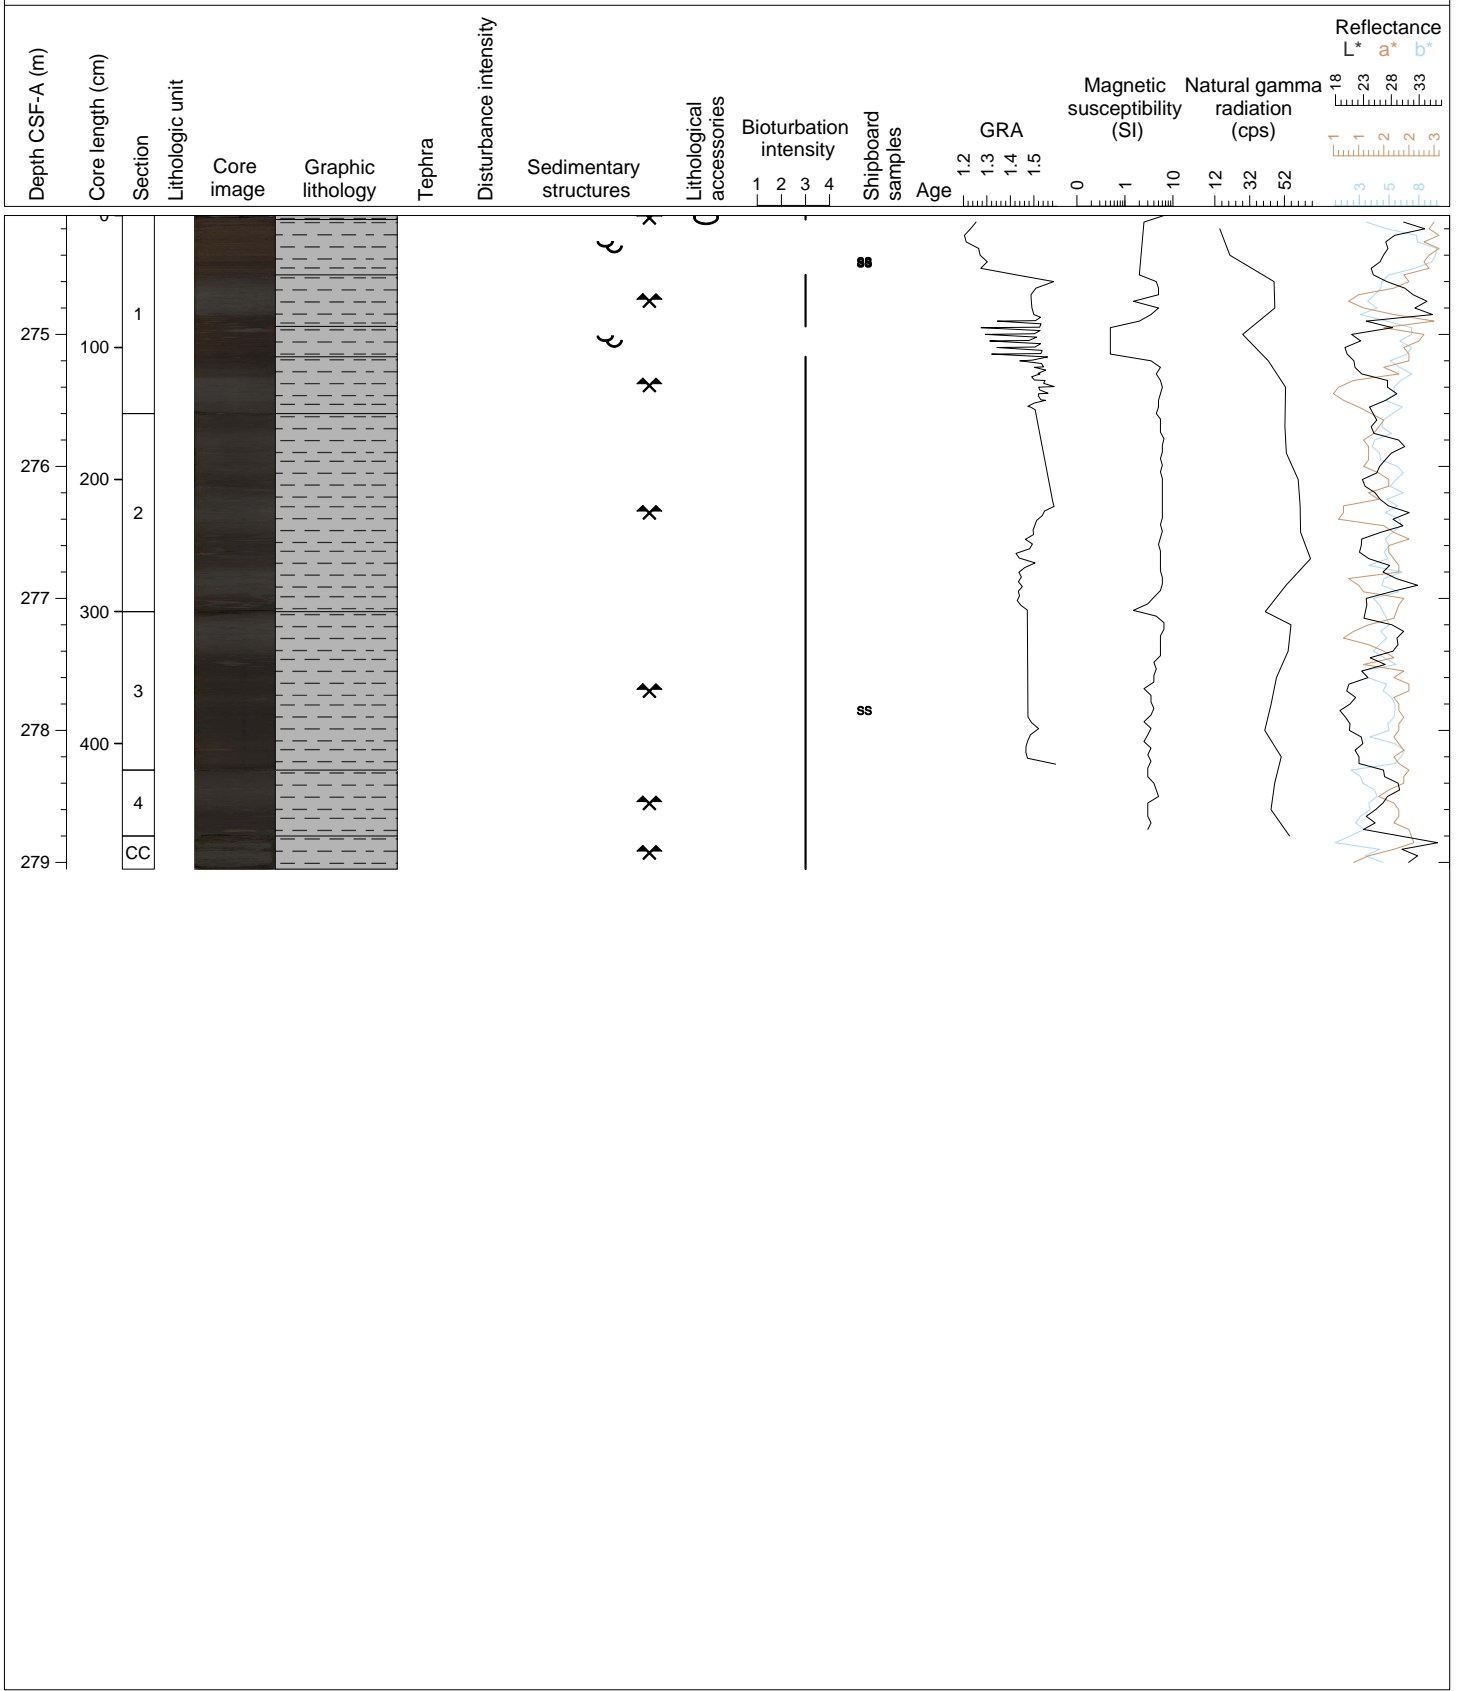 Depth CSF-A (m)
Core length (cm)
Section
Lithologic unit
Core
image
Graphic
lithology
Tephra
Disturbance intensity
Sedimentary
structures
Lithological
accessories
Bioturbation
intensity
1 2 3 4
Shipboard
samples
Age
GRA
1.2 1.3 1.4 1.5
Magnetic
susceptibility
(SI)
0 1 10
Natural gamma
radiation
(cps)
12 32 52
Reflectance
L* a* b*
18 23 28 33
1 1 2 2 3
3 5 8
0
ss
1
275
100
276
200
2
277
300
3
ss
278
400
4
CC
279